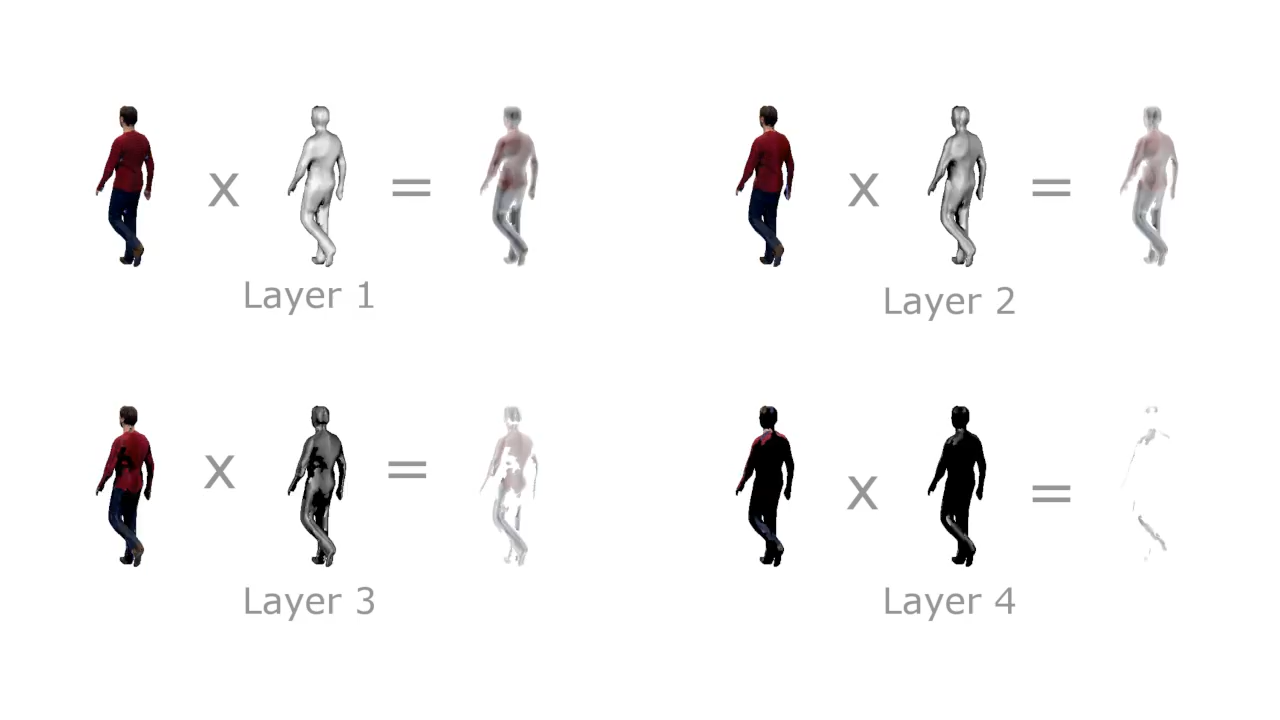 x =
x =
Layer 1
Layer 2
x =
x =
Layer 3
Layer 4